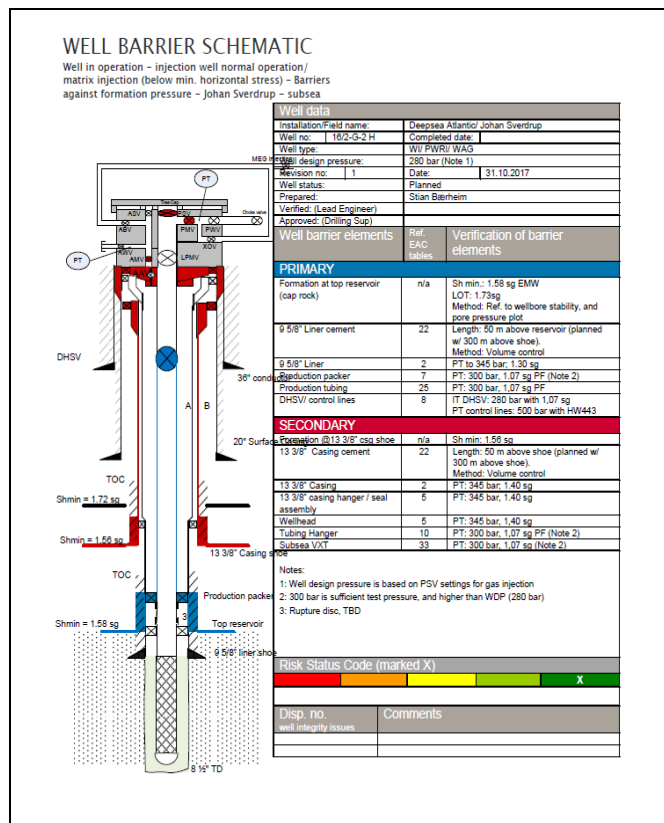 WELL BARRIER SCHEMATIC
Well in operation – injection well normal operation/
matrix injection (below min. horizontal stress) – Barriers
against formation pressure – Johan Sverdrup – subsea
Well data
Installation/Field name: Deepsea Atlantic/ Johan Sverdrup
Well no: 16/2-G-2 H Completed date:
Well type: WI/ PWRI/ WAG
Well design pressure: 280 bar (Note 1)
Revision no: 1 Date: 31.10.2017
Well status: Planned
Prepared: Stian Bærheim
Verified: (Lead Engineer)
Approved: (Drilling Sup)
Well barrier elements Ref. EAC tables Verification of barrier elements
PRIMARY
Formation at top reservoir (cap rock) n/a Sh min.: 1.58 sg EMW
LOT: 1.73sg
Method: Ref. to wellbore stability, and
pore pressure plot
9 5/8" Liner cement 22 Length: 50 m above reservoir (planned
w/ 300 m above shoe).
Method: Volume control
9 5/8" Liner 2 PT to 345 bar; 1.30 sg
Production packer 7 PT: 300 bar, 1.07 sg PF (Note 2)
Production tubing 25 PT: 300 bar, 1,07 sg PF
DHSV/ control lines 8 IT DHSV: 280 bar with 1,07 sg
PT control lines: 500 bar with HW443
SECONDARY
Formation @13 3/8" csg shoe n/a Sh min: 1.56 sg
13 3/8" Casing cement 22 Length: 50 m above shoe (planned w/
300 m above shoe).
Method: Volume control
13 3/8" Casing 2 PT: 345 bar; 1.40 sg
13 3/8" casing hanger / seal assembly 5 PT: 345 bar, 1.40 sg
Wellhead 5 PT: 345 bar, 1,40 sg
Tubing Hanger 10 PT: 300 bar, 1,07 sg PF (Note 2)
Subsea VXT 33 PT: 300 bar, 1,07 sg (Note 2)
Notes:
1: Well design pressure is based on PSV settings for gas injection
2: 300 bar is sufficient test pressure, and higher than WDP (280 bar)
3: Rupture disc, TBD
Risk Status Code (marked X)
X
Disp. no. Comments
well integrity issues
MEG Injection
PT
Tree Cap
ASV
PSV
Choke valve
ABV
PMV
PWV
AWV
XOV
PT
AMV
LPMV
AAV
DHSV
36" conductor
A
B
20" Surface casing
TOC
Shmin = 1.72 sg
Shmin = 1.56 sg
13 3/8" Casing shoe
TOC
Production packer
3
Shmin = 1.58 sg
Top reservoir
9 5/8" liner shoe
8 ½" TD